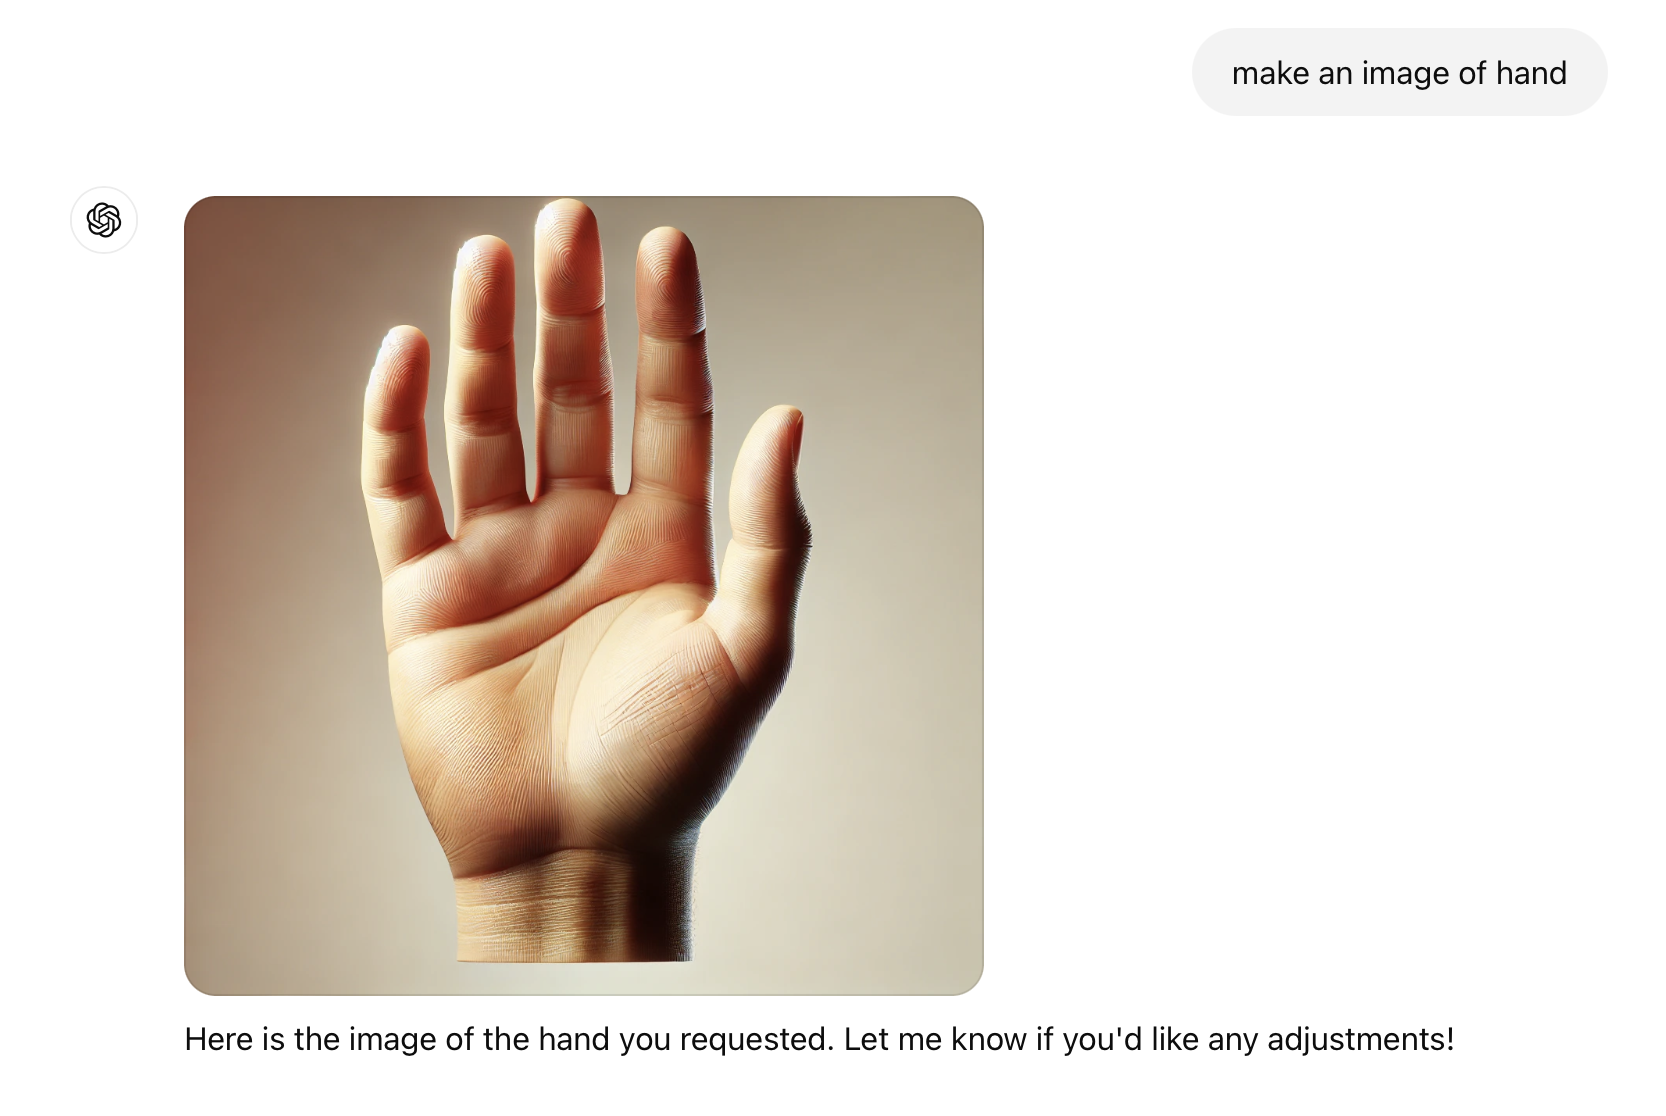 make an image of hand
Here is the image of the hand you requested. Let me know if you'd like any adjustments!